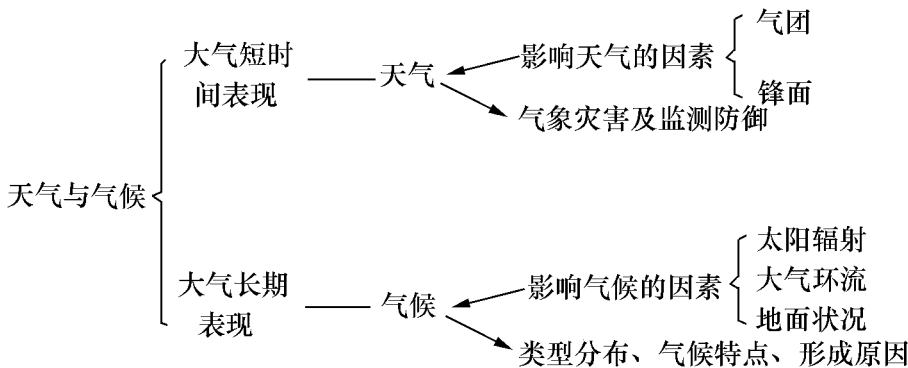 天气与气候
大气短时
间表现
天气
影响天气的因素
气团
锋面
气象灾害及监测防御
大气长期
表现
气候
影响气候的因素
太阳辐射
大气环流
地面状况
类型分布、气候特点、形成原因